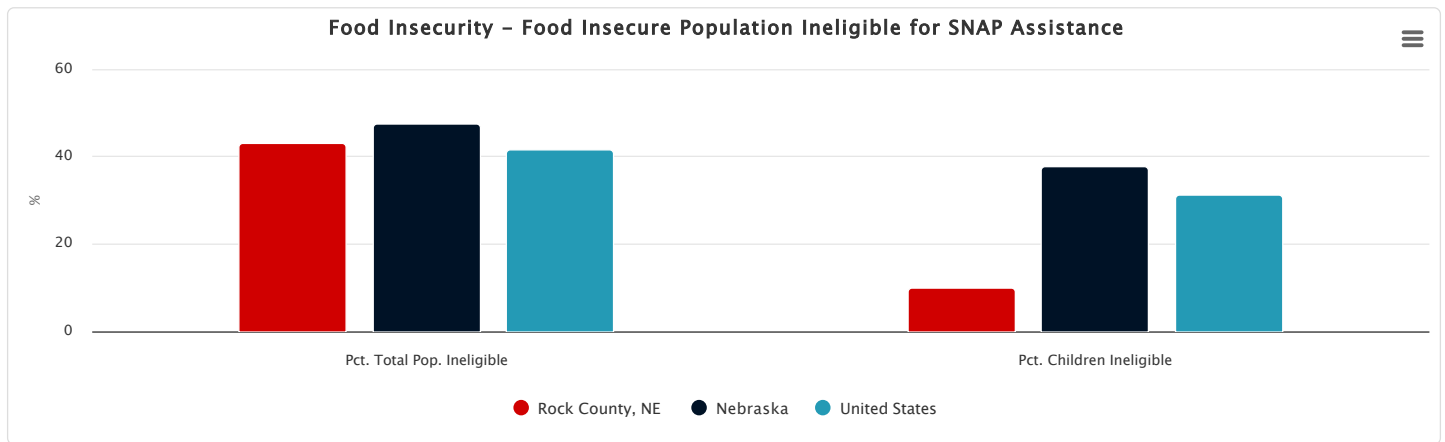 Food Insecurity – Food Insecure Population Ineligible for SNAP Assistance
60
40
20
0
%
Pct. Total Pop. Ineligible
Pct. Children Ineligible
Rock County, NE
Nebraska
United States